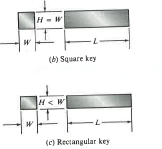 H = W
W
L
(b) Square key
H < W
W
L
(c) Rectangular key